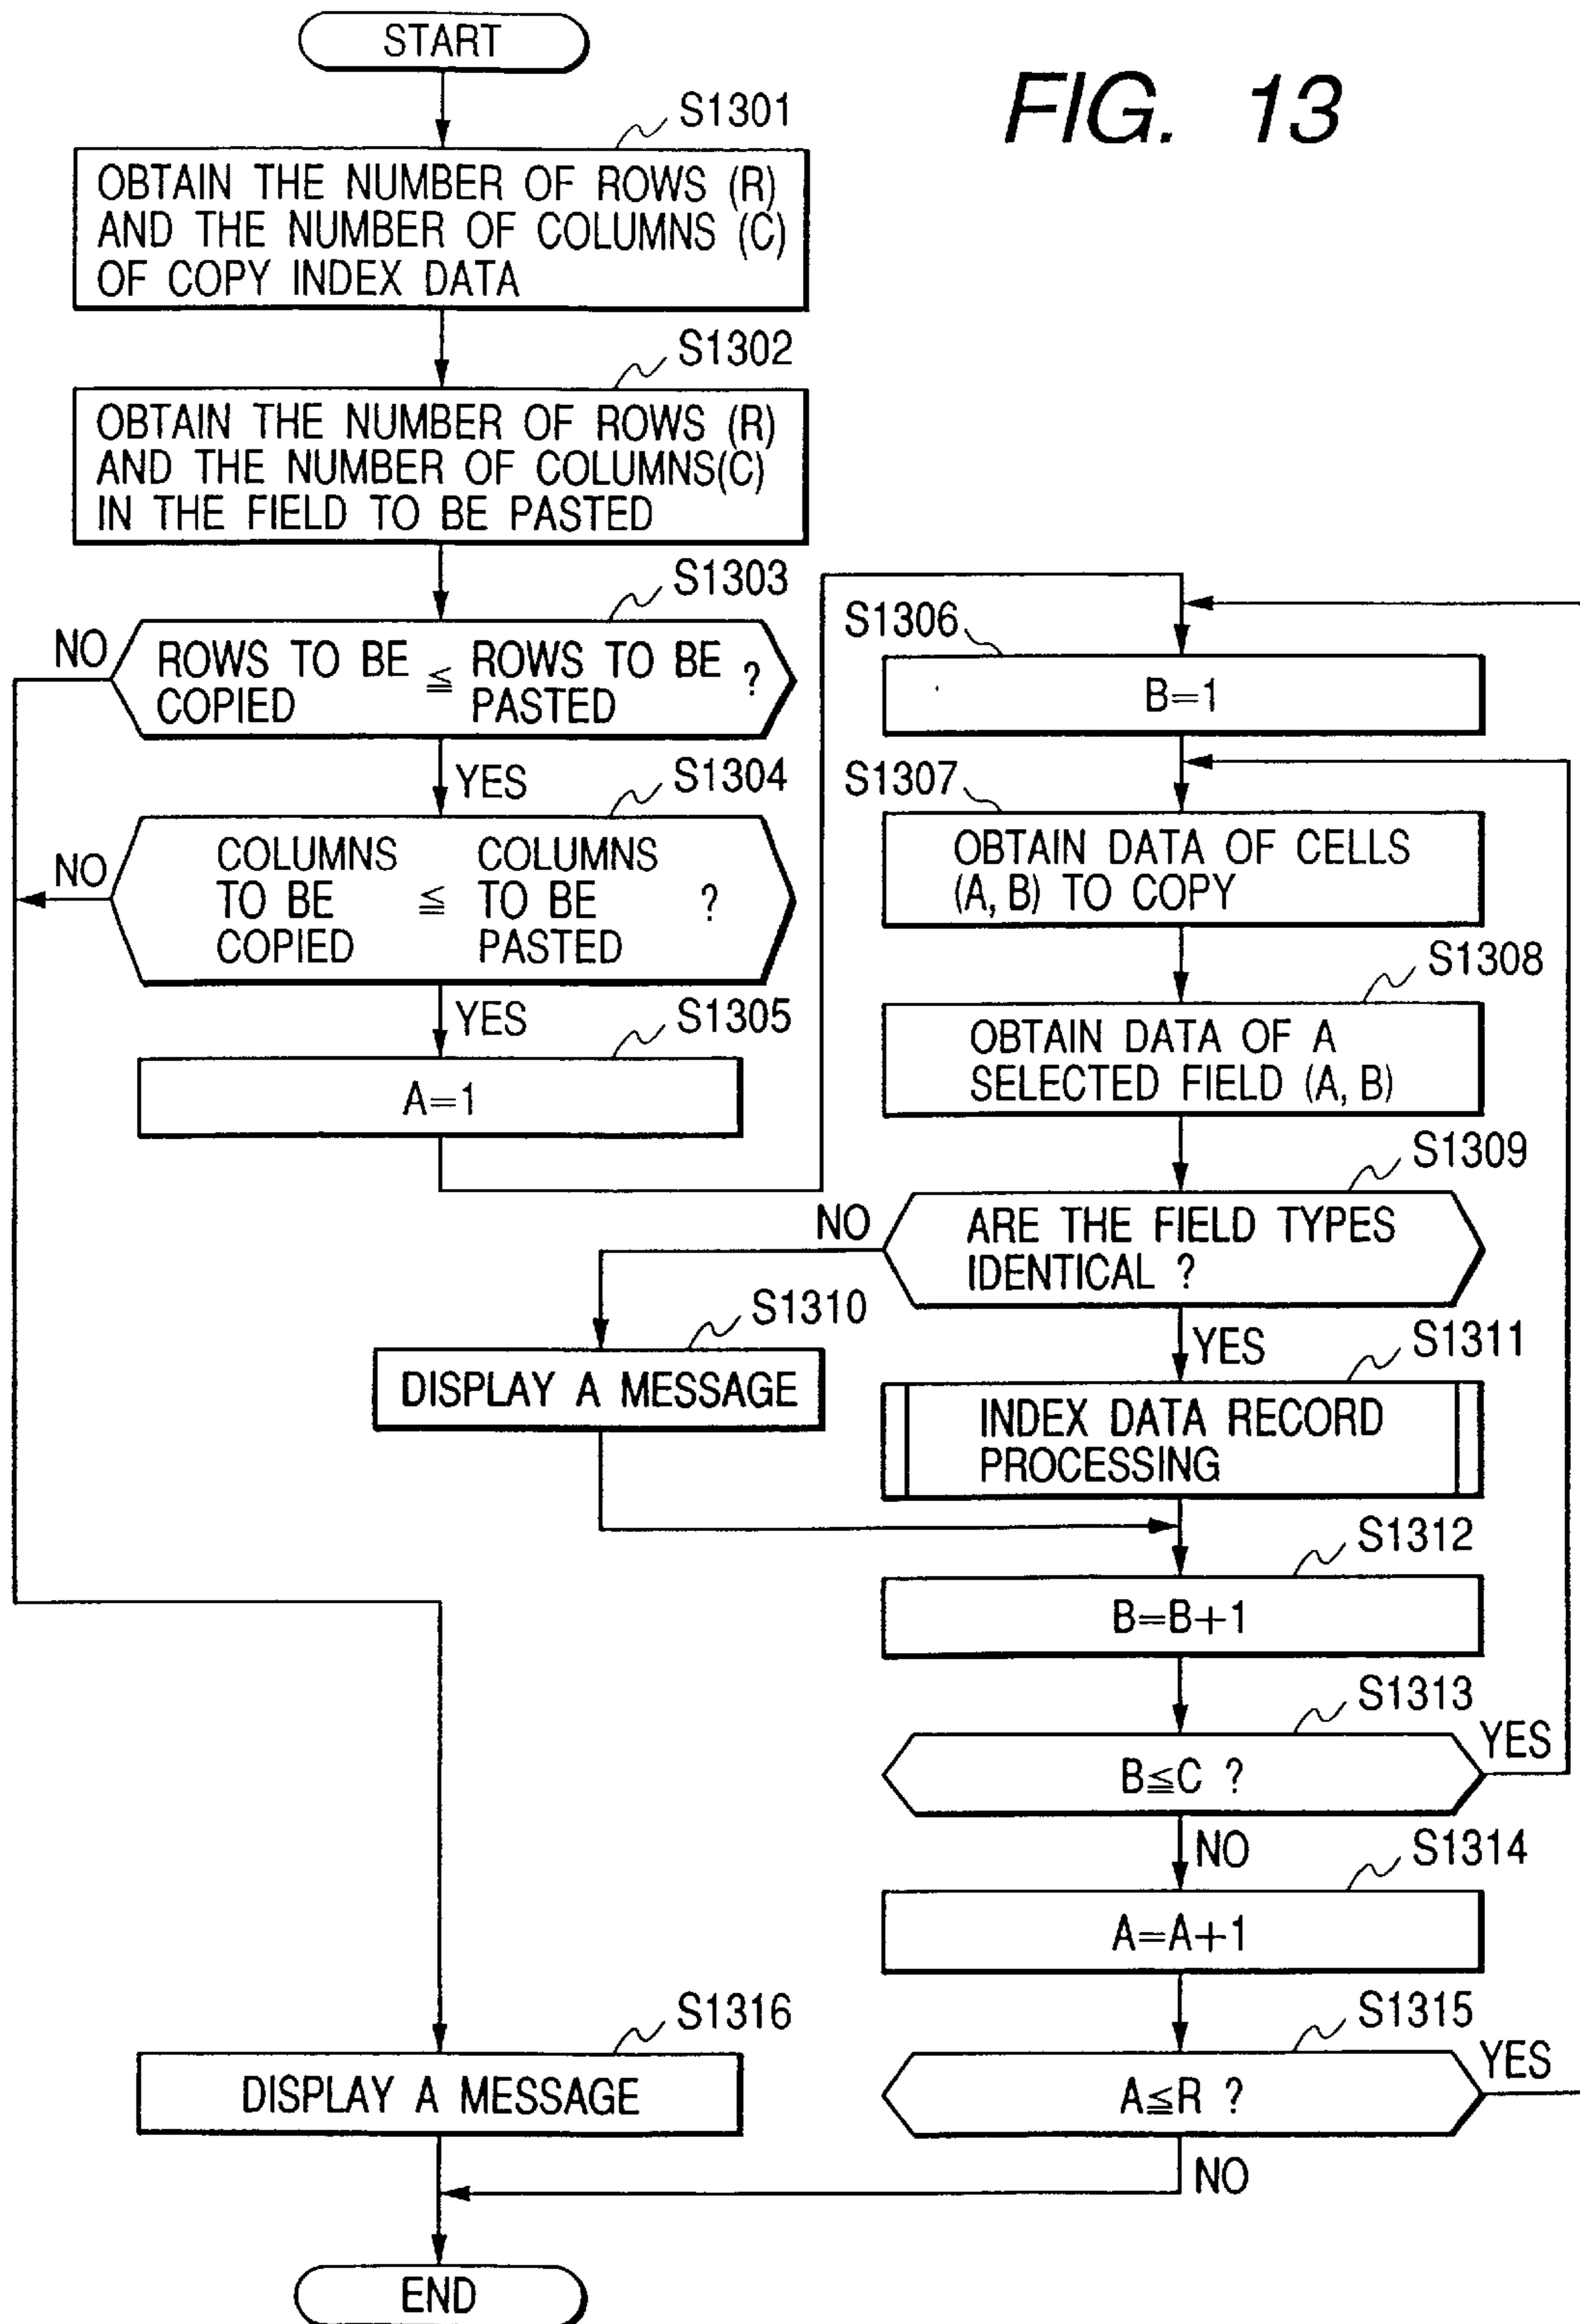 START
FIG. 13
S1301
OBTAIN THE NUMBER OF ROWS (R)
AND THE NUMBER OF COLUMNS (C)
OF COPY INDEX DATA
S1302
OBTAIN THE NUMBER OF ROWS (R)
AND THE NUMBER OF COLUMNS(C)
IN THE FIELD TO BE PASTED
S1303
NO
ROWS TO BE ≦ ROWS TO BE ?
COPIED PASTED
YES
S1304
NO
COLUMNS COLUMNS
TO BE ≦ TO BE ?
COPIED PASTED
YES
S1305
A=1
S1306
B=1
S1307
OBTAIN DATA OF CELLS
(A, B) TO COPY
S1308
OBTAIN DATA OF A
SELECTED FIELD (A, B)
S1309
NO
ARE THE FIELD TYPES
IDENTICAL ?
S1310
DISPLAY A MESSAGE
YES
S1311
INDEX DATA RECORD
PROCESSING
S1312
B=B+1
S1313
B≦C ?
YES
NO
S1314
A=A+1
S1315
A≦R ?
YES
NO
S1316
DISPLAY A MESSAGE
END